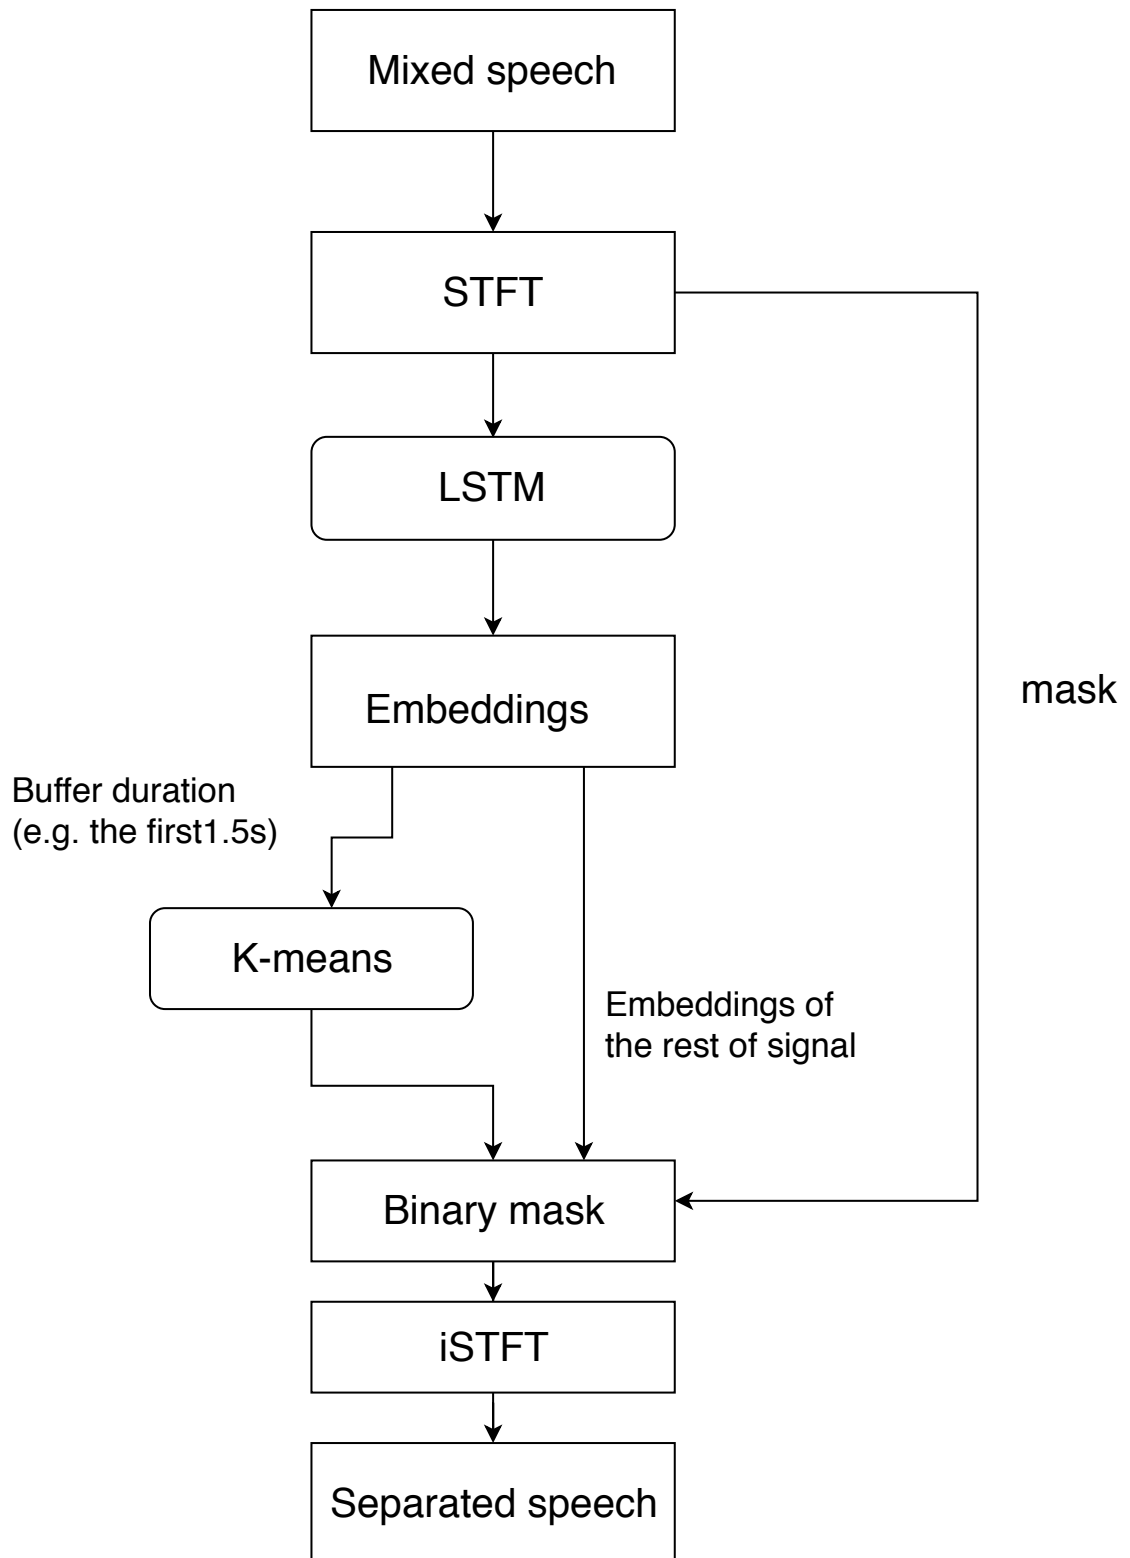 Mixed speech
STFT
LSTM
Embeddings
mask
Buffer duration
(e.g. the first1.5s)
K-means
Embeddings of
the rest of signal
Binary mask
iSTFT
Separated speech